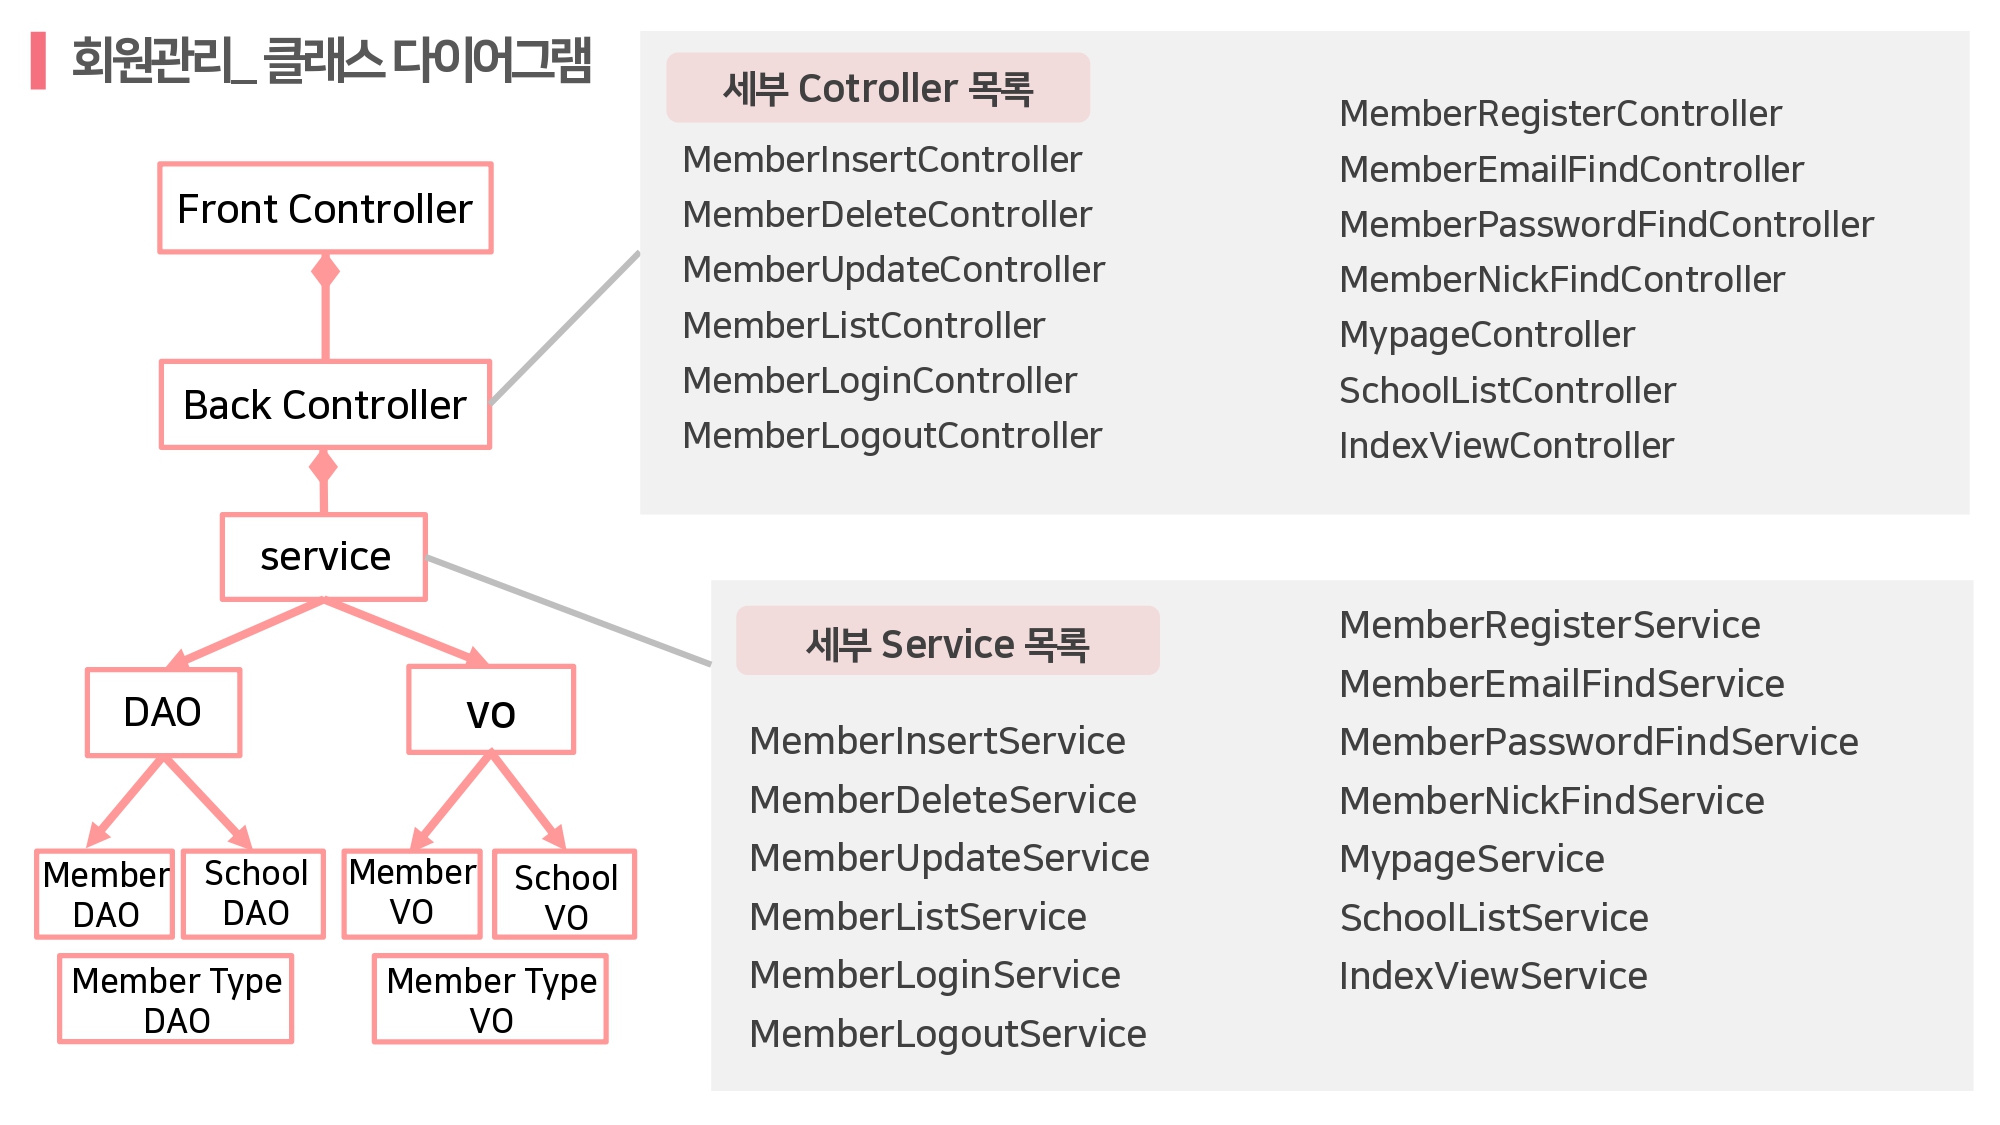 회원관리_ 클래스 다이어그램
Front Controller
Back Controller
service
DAO
vo
Member
DAO
School
DAO
Member
VO
School
VO
Member Type
DAO
Member Type
VO
세부 Cotroller 목록
MemberInsertController
MemberDeleteController
MemberUpdateController
MemberListController
MemberLoginController
MemberLogoutController
MemberRegisterController
MemberEmailFindController
MemberPasswordFindController
MemberNickFindController
MypageController
SchoolListController
IndexViewController
세부 Service 목록
MemberInsertService
MemberDeleteService
MemberUpdateService
MemberListService
MemberLoginService
MemberLogoutService
MemberRegisterService
MemberEmailFindService
MemberPasswordFindService
MemberNickFindService
MypageService
SchoolListService
IndexViewService